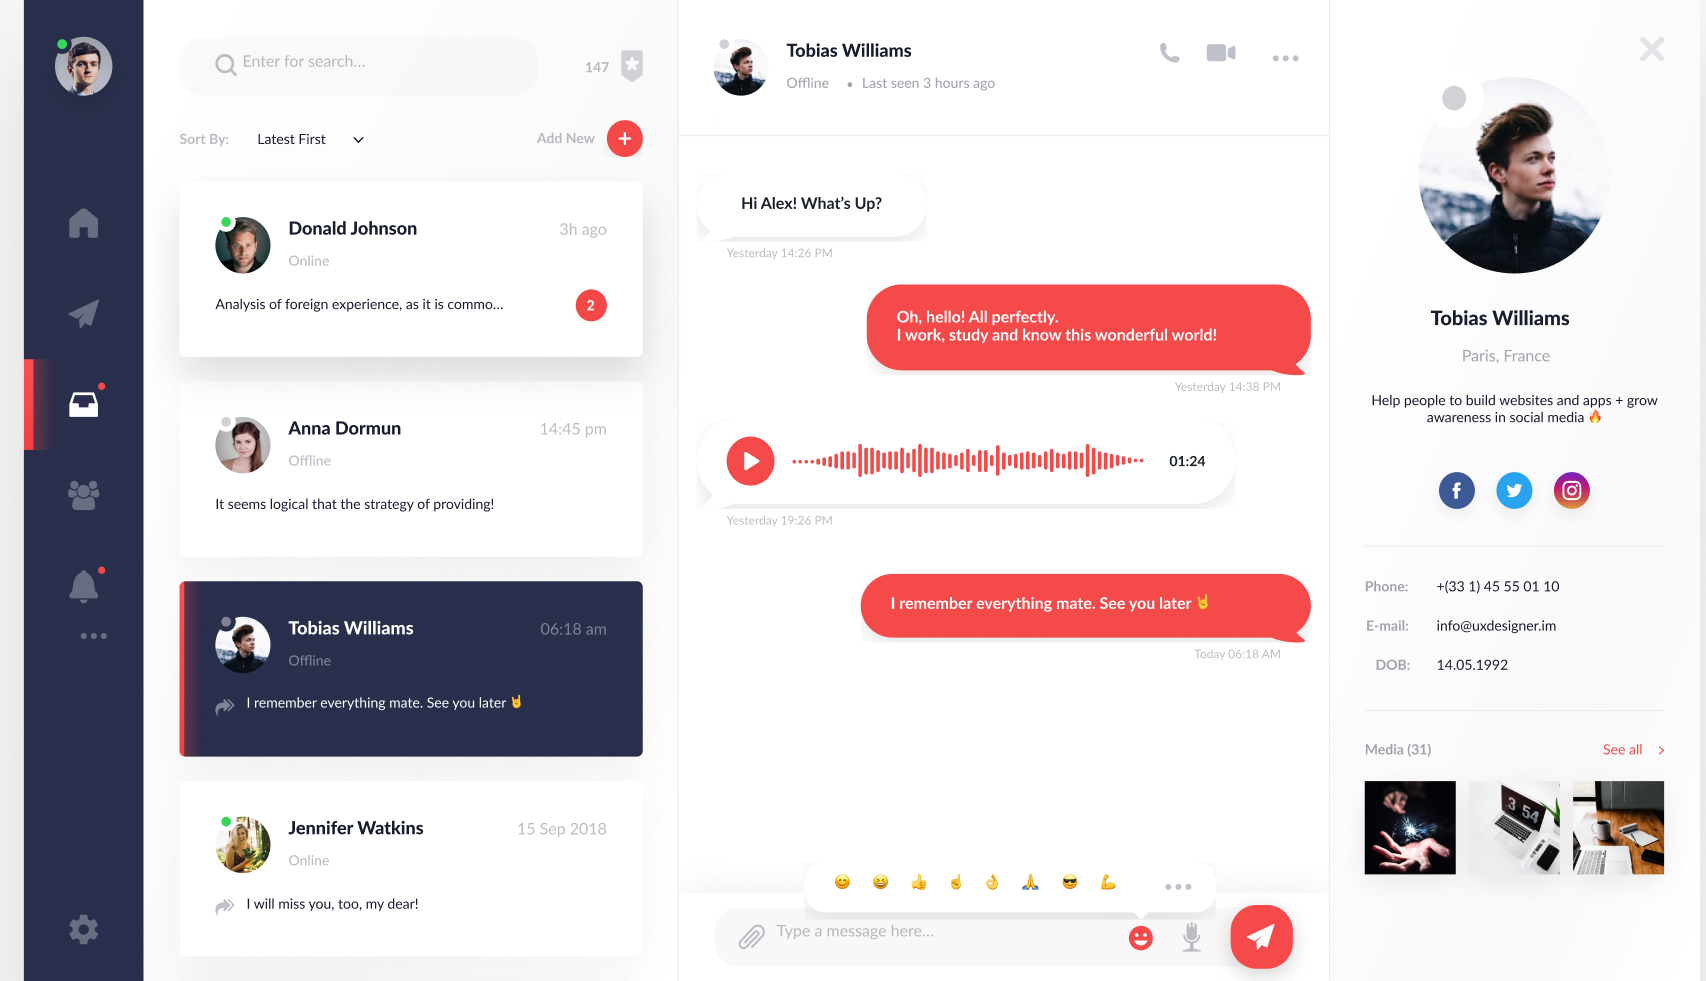 Enter for search...
147
Sort By:
Latest First
Add New
Donald Johnson
3h ago
Online
Analysis of foreign experience, as it is commo...
2
Anna Dormun
14:45 pm
Offline
It seems logical that the strategy of providing!
Tobias Williams
06:18 am
Offline
I remember everything mate. See you later 🤘
Jennifer Watkins
15 Sep 2018
Online
I will miss you, too, my dear!
Tobias Williams
Offline • Last seen 3 hours ago
Hi Alex! What's Up?
Yesterday 14:26 PM
Oh, hello! All perfectly.
I work, study and know this wonderful world!
Yesterday 14:38 PM
01:24
Yesterday 19:26 PM
I remember everything mate. See you later 🤘
Today 06:18 AM
Type a message here...
Tobias Williams
Paris, France
Help people to build websites and apps + grow
awareness in social media 🔥
Phone: +(33 1) 45 55 01 10
E-mail: info@uxdesigner.im
DOB: 14.05.1992
Media (31)
See all
3 54